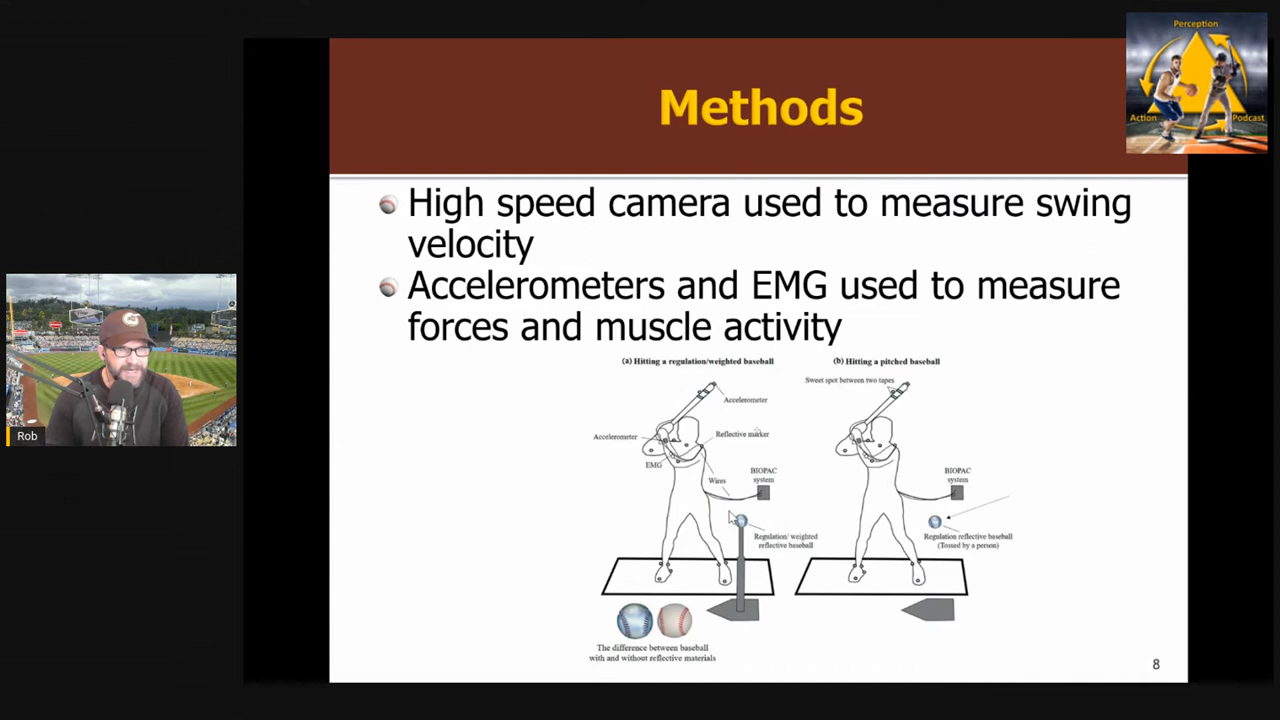 Perception
Action
Podcast
Methods
High speed camera used to measure swing
velocity
Accelerometers and EMG used to measure
forces and muscle activity
(a) Hitting a regulation/weighted baseball
Accelerometer
Accelerometer
Reflective marker
EMG
Wires
BIOPAC
system
Regulation/ weighted
reflective baseball
The difference between baseball
with and without reflective materials
(b) Hitting a pitched baseball
Sweet spot between two tapes
BIOPAC
system
Regulation reflective baseball
(Tossed by a person)
8
Rob